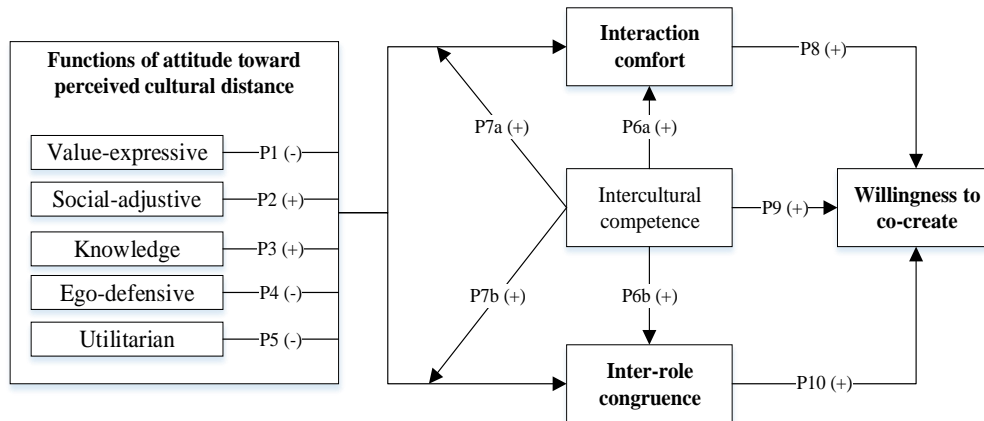 Functions of attitude toward
perceived cultural distance
Value-expressive
P1 (-)
Social-adjustive
P2 (+)
Knowledge
P3 (+)
Ego-defensive
P4 (-)
Utilitarian
P5 (-)
Interaction
comfort
P8 (+)
P7a (+)
P6a (+)
Intercultural
competence
P9 (+)
Willingness to
co-create
P7b (+)
P6b (+)
Inter-role
congruence
P10 (+)